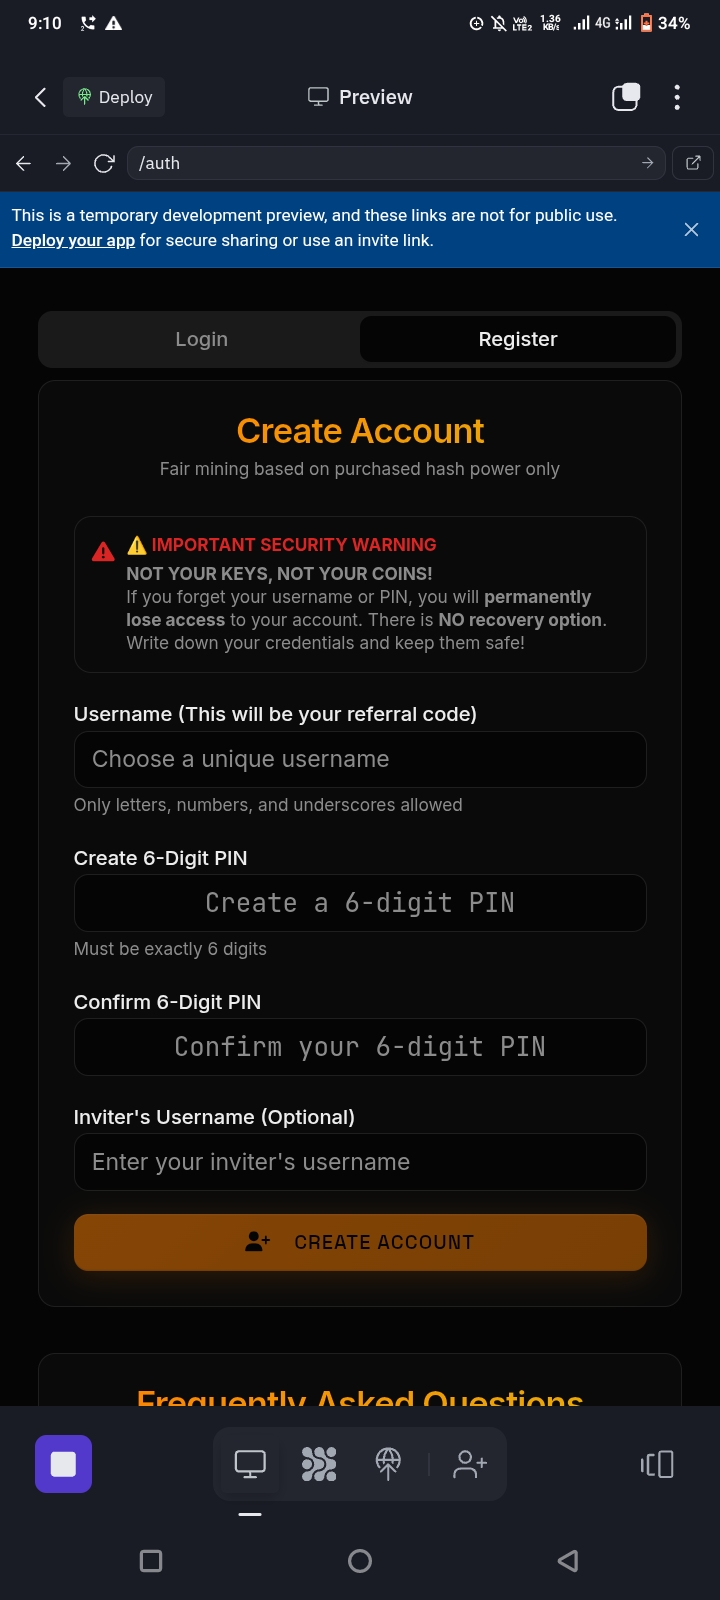 9:10
2
Vo)
LTE2
1.36
KB/s
4G
34%
Deploy
Preview
/auth
This is a temporary development preview, and these links are not for public use.
Deploy your app for secure sharing or use an invite link.
Login
Register
Create Account
Fair mining based on purchased hash power only
⚠️ IMPORTANT SECURITY WARNING
NOT YOUR KEYS, NOT YOUR COINS!
If you forget your username or PIN, you will permanently
lose access to your account. There is NO recovery option.
Write down your credentials and keep them safe!
Username (This will be your referral code)
Choose a unique username
Only letters, numbers, and underscores allowed
Create 6-Digit PIN
Create a 6-digit PIN
Must be exactly 6 digits
Confirm 6-Digit PIN
Confirm your 6-digit PIN
Inviter's Username (Optional)
Enter your inviter's username
CREATE ACCOUNT
Frequently Asked Questions